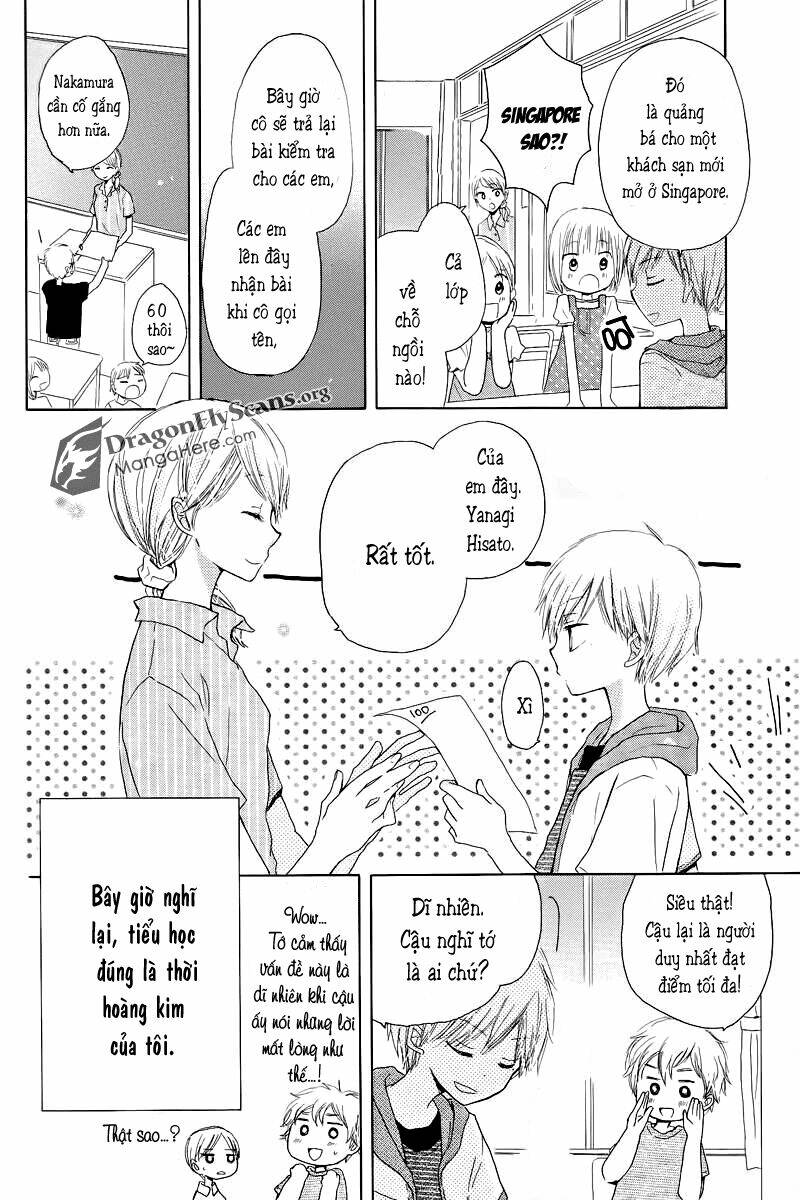 Đó
là quảng
bá cho một
khách sạn mới
mở ở Singapore.
SINGAPORE
SAO?!
100
Cả
lớp
về
chỗ
ngồi
nào!
Bây giờ
cô sẽ trả lại
bài kiểm tra
cho các em,
Các em
lên đây
nhận bài
khi cô gọi
tên,
Nakamura
cần cố gắng
hơn nữa.
60
thôi
sao~
DragonFlyScans.org
MangaHere.com
Của
em đây.
Yanagi
Hisato.
Rất tốt.
100
Xì
Siêu thật!
Cậu lại là người
duy nhất đạt
điểm tối đa!
Dĩ nhiên.
Cậu nghĩ tớ
là ai chứ?
Wow...
Tớ cảm thấy
vấn đề này là
dĩ nhiên khi cậu
ấy nói nhưng lời
mất lòng như
thế...!
Thật sao...?
Bây giờ nghĩ
lại, tiểu học
đúng là thời
hoàng kim
của tôi.